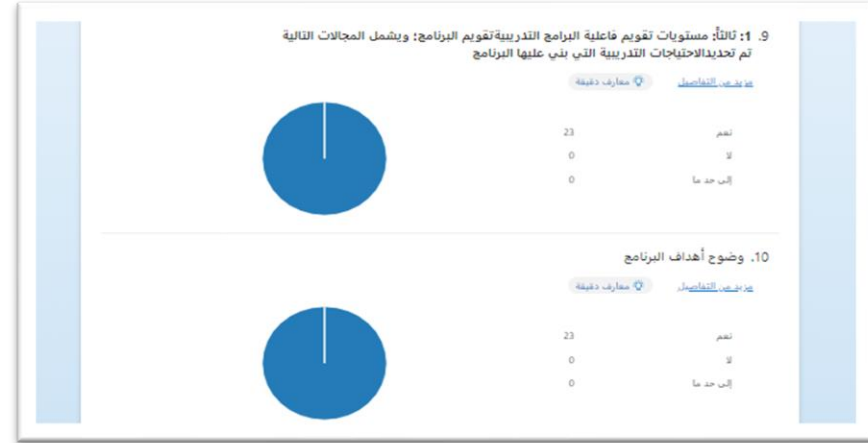 9. 1: ثالثاً: مستويات تقويم فاعلية البرامج التدريبيةتقويم البرنامج: ويشمل المجالات التالية
تم تحديدالاحتياجات التدريبية التي بني عليها البرنامج
مزيد من التفاصيل معارف دقيقة
نعم 23
لا 0
إلى حد ما 0
10. وضوح أهداف البرنامج
مزيد من التفاصيل معارف دقيقة
نعم 23
لا 0
إلى حد ما 0